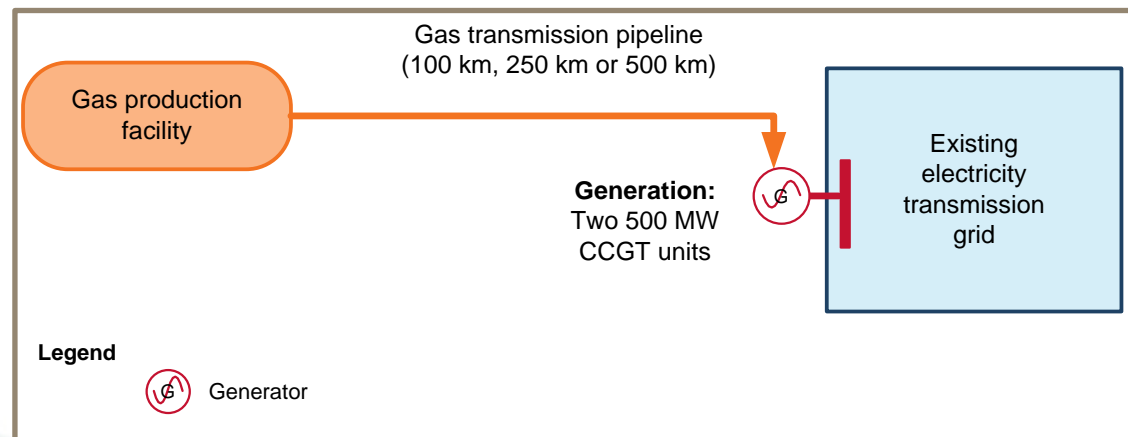 Gas transmission pipeline
(100 km, 250 km or 500 km)
Gas production
facility
Existing
electricity
transmission
grid
Generation:
Two 500 MW
CCGT units
G
Legend
G
Generator